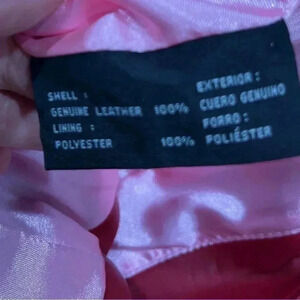 SHELL :
GENUINE LEATHER 100%
LINING :
POLYESTER 100%
EXTERIOR :
CUERO GENUINO
FORRO :
POLIÉSTER